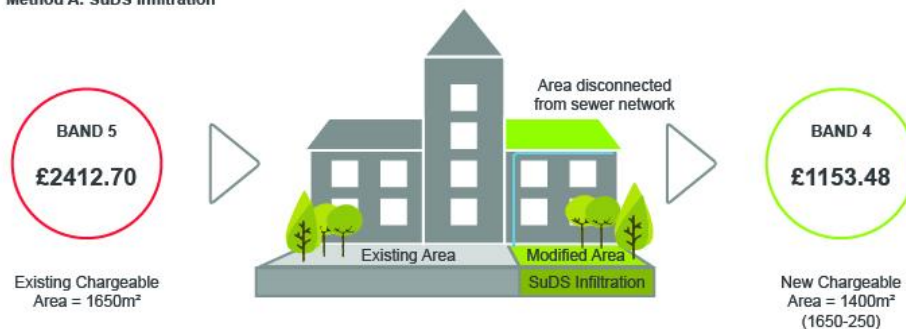 Method A: SuDS Infiltration
BAND 5
£2412.70
Existing Chargeable
Area = 1650m²
Area disconnected
from sewer network
Existing Area
Modified Area
SuDS Infiltration
BAND 4
£1153.48
New Chargeable
Area = 1400m²
(1650-250)